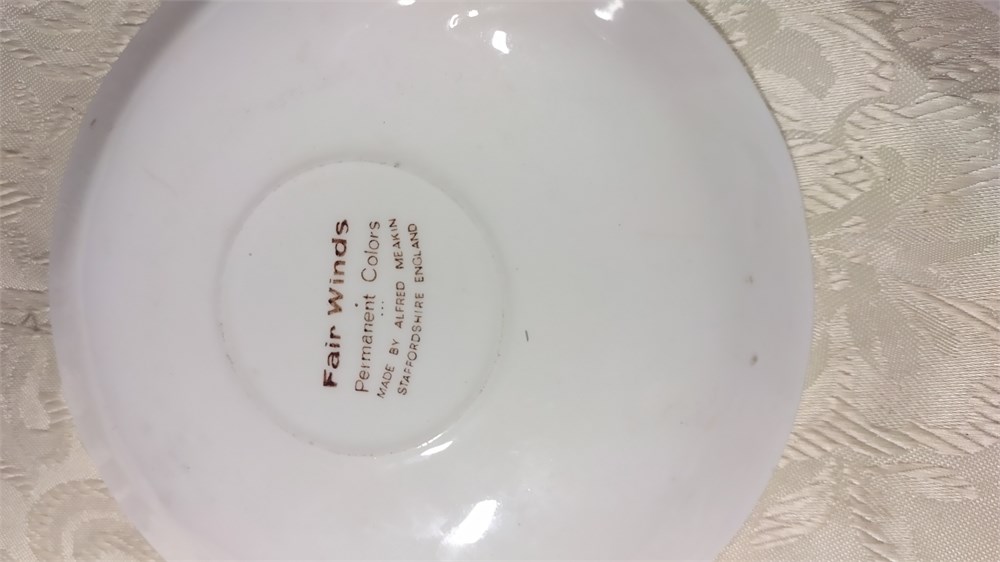 Fair Winds
Permanent Colors
...
MADE BY ALFRED MEAKIN
STAFFORDSHIRE ENGLAND